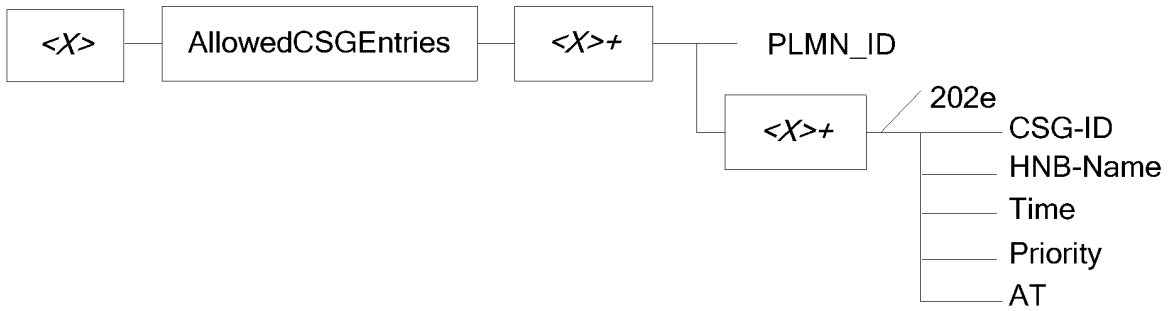 <X>
AllowedCSGEntries
<X>+
PLMN_ID
<X>+
202e
CSG-ID
HNB-Name
Time
Priority
AT